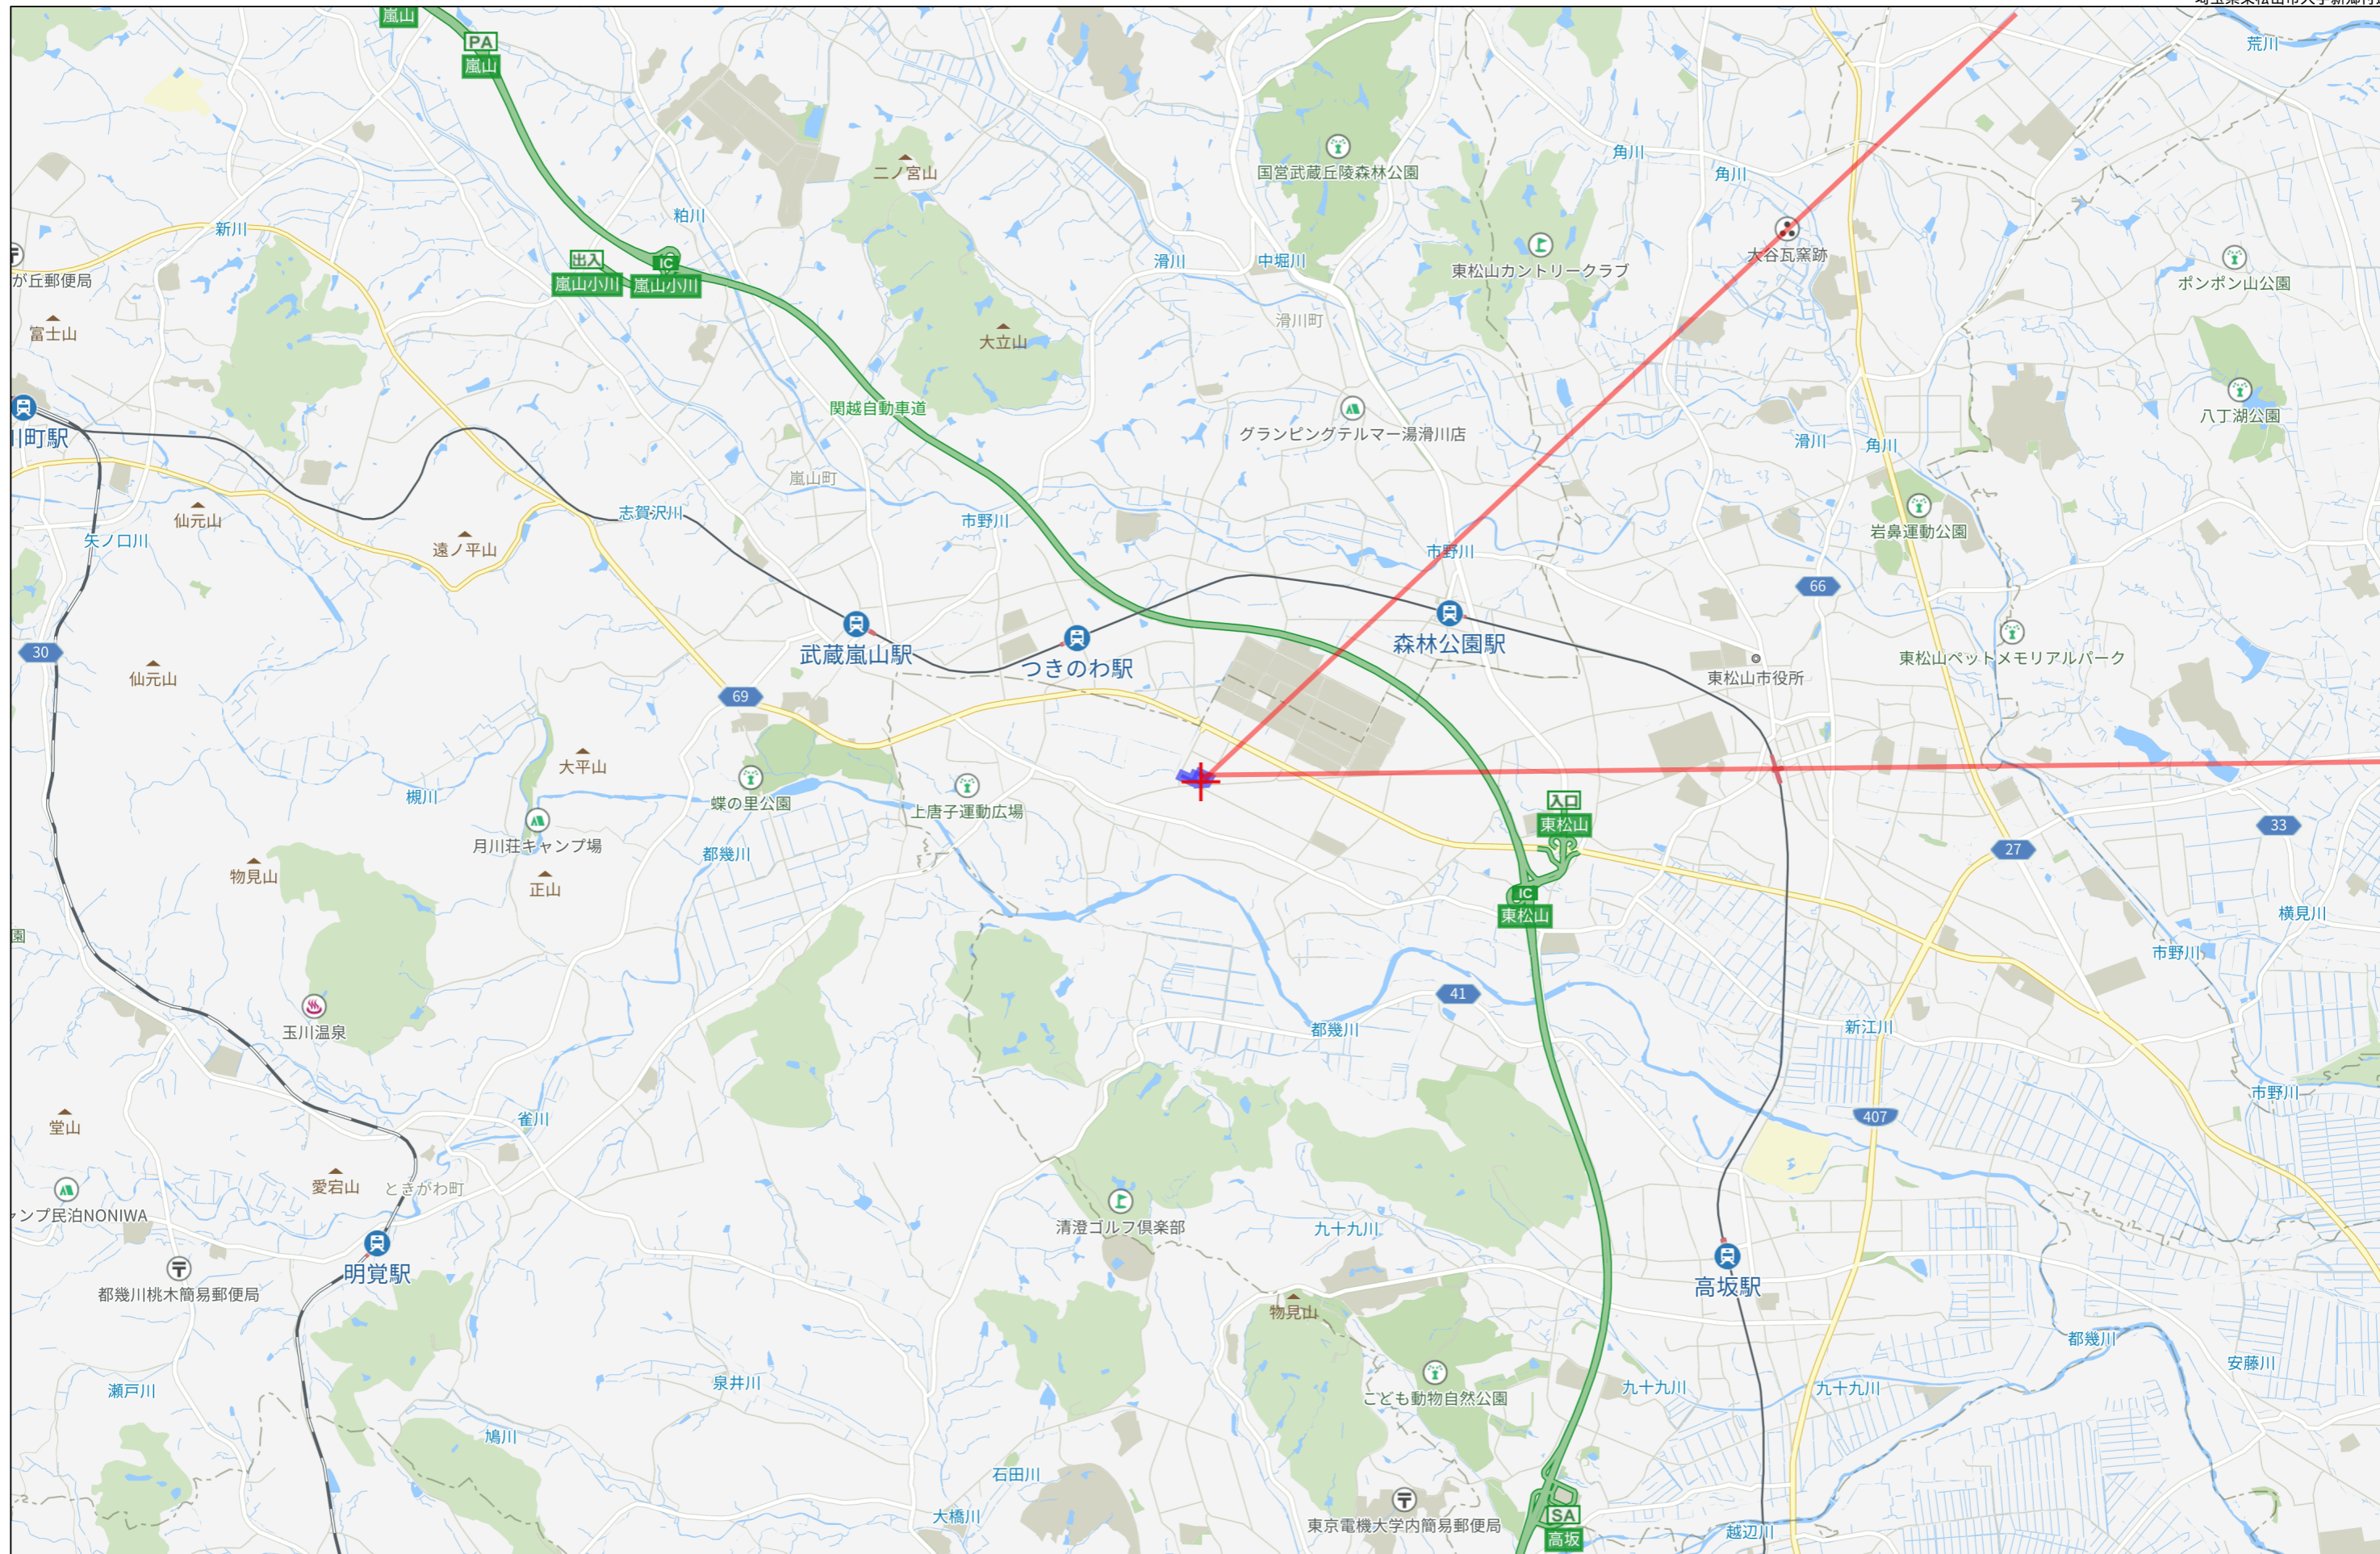 嵐山
PA
嵐山
荒川
二ノ宮山
国営武蔵丘陵森林公園
角川
角川
粕川
新川
滑川
中堀川
東松山カントリークラブ
大谷瓦窯跡
ポンポン山公園
が丘郵便局
出入
嵐山小川
IC
嵐山小川
富士山
大立山
滑川町
関越自動車道
八丁湖公園
グランピングテルマー湯滑川店
川町駅
滑川
角川
嵐山町
仙元山
志賀沢川
市野川
岩鼻運動公園
矢ノ口川
遠ノ平山
市野川
66
30
武蔵嵐山駅
つきのわ駅
森林公園駅
東松山市役所
東松山ペットメモリアルパーク
仙元山
69
大平山
槻川
蝶の里公園
上唐子運動広場
入口
東松山
33
月川荘キャンプ場
都幾川
27
物見山
正山
IC
東松山
横見川
園
市野川
41
玉川温泉
都幾川
新江川
市野川
堂山
雀川
407
愛宕山
ときがわ町
ャンプ民泊NONIWA
清澄ゴルフ倶楽部
九十九川
明覚駅
高坂駅
都幾川桃木簡易郵便局
物見山
都幾川
安藤川
瀬戸川
泉井川
こども動物自然公園
九十九川
九十九川
鳩川
石田川
大橋川
東京電機大学内簡易郵便局
SA
高坂
越辺川